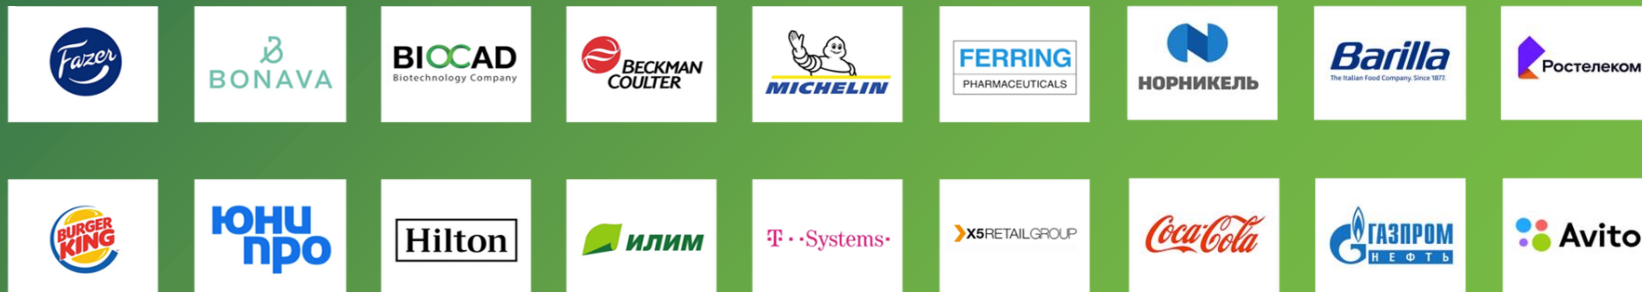 Fazer
BONAVA
BIOCAD
Biotechnology Company
BECKMAN
COULTER
MICHELIN
FERRING
PHARMACEUTICALS
НОРНИКЕЛЬ
Barilla
The Italian Food Company. Since 1877.
Ростелеком
BURGER
KING
ЮНИ
ПРО
Hilton
ИЛИМ
T··Systems·
X5RETAILGROUP
Coca-Cola
ГАЗПРОМ
НЕФТЬ
Avito